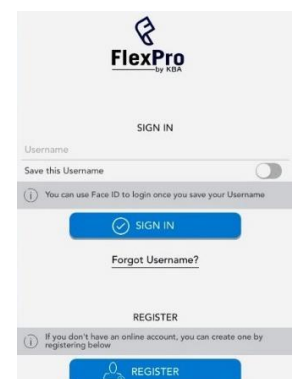 FlexPro
by KBA
SIGN IN
Username
Save this Username
You can use Face ID to login once you save your Username
SIGN IN
Forgot Username?
REGISTER
If you don't have an online account, you can create one by
registering below
REGISTER